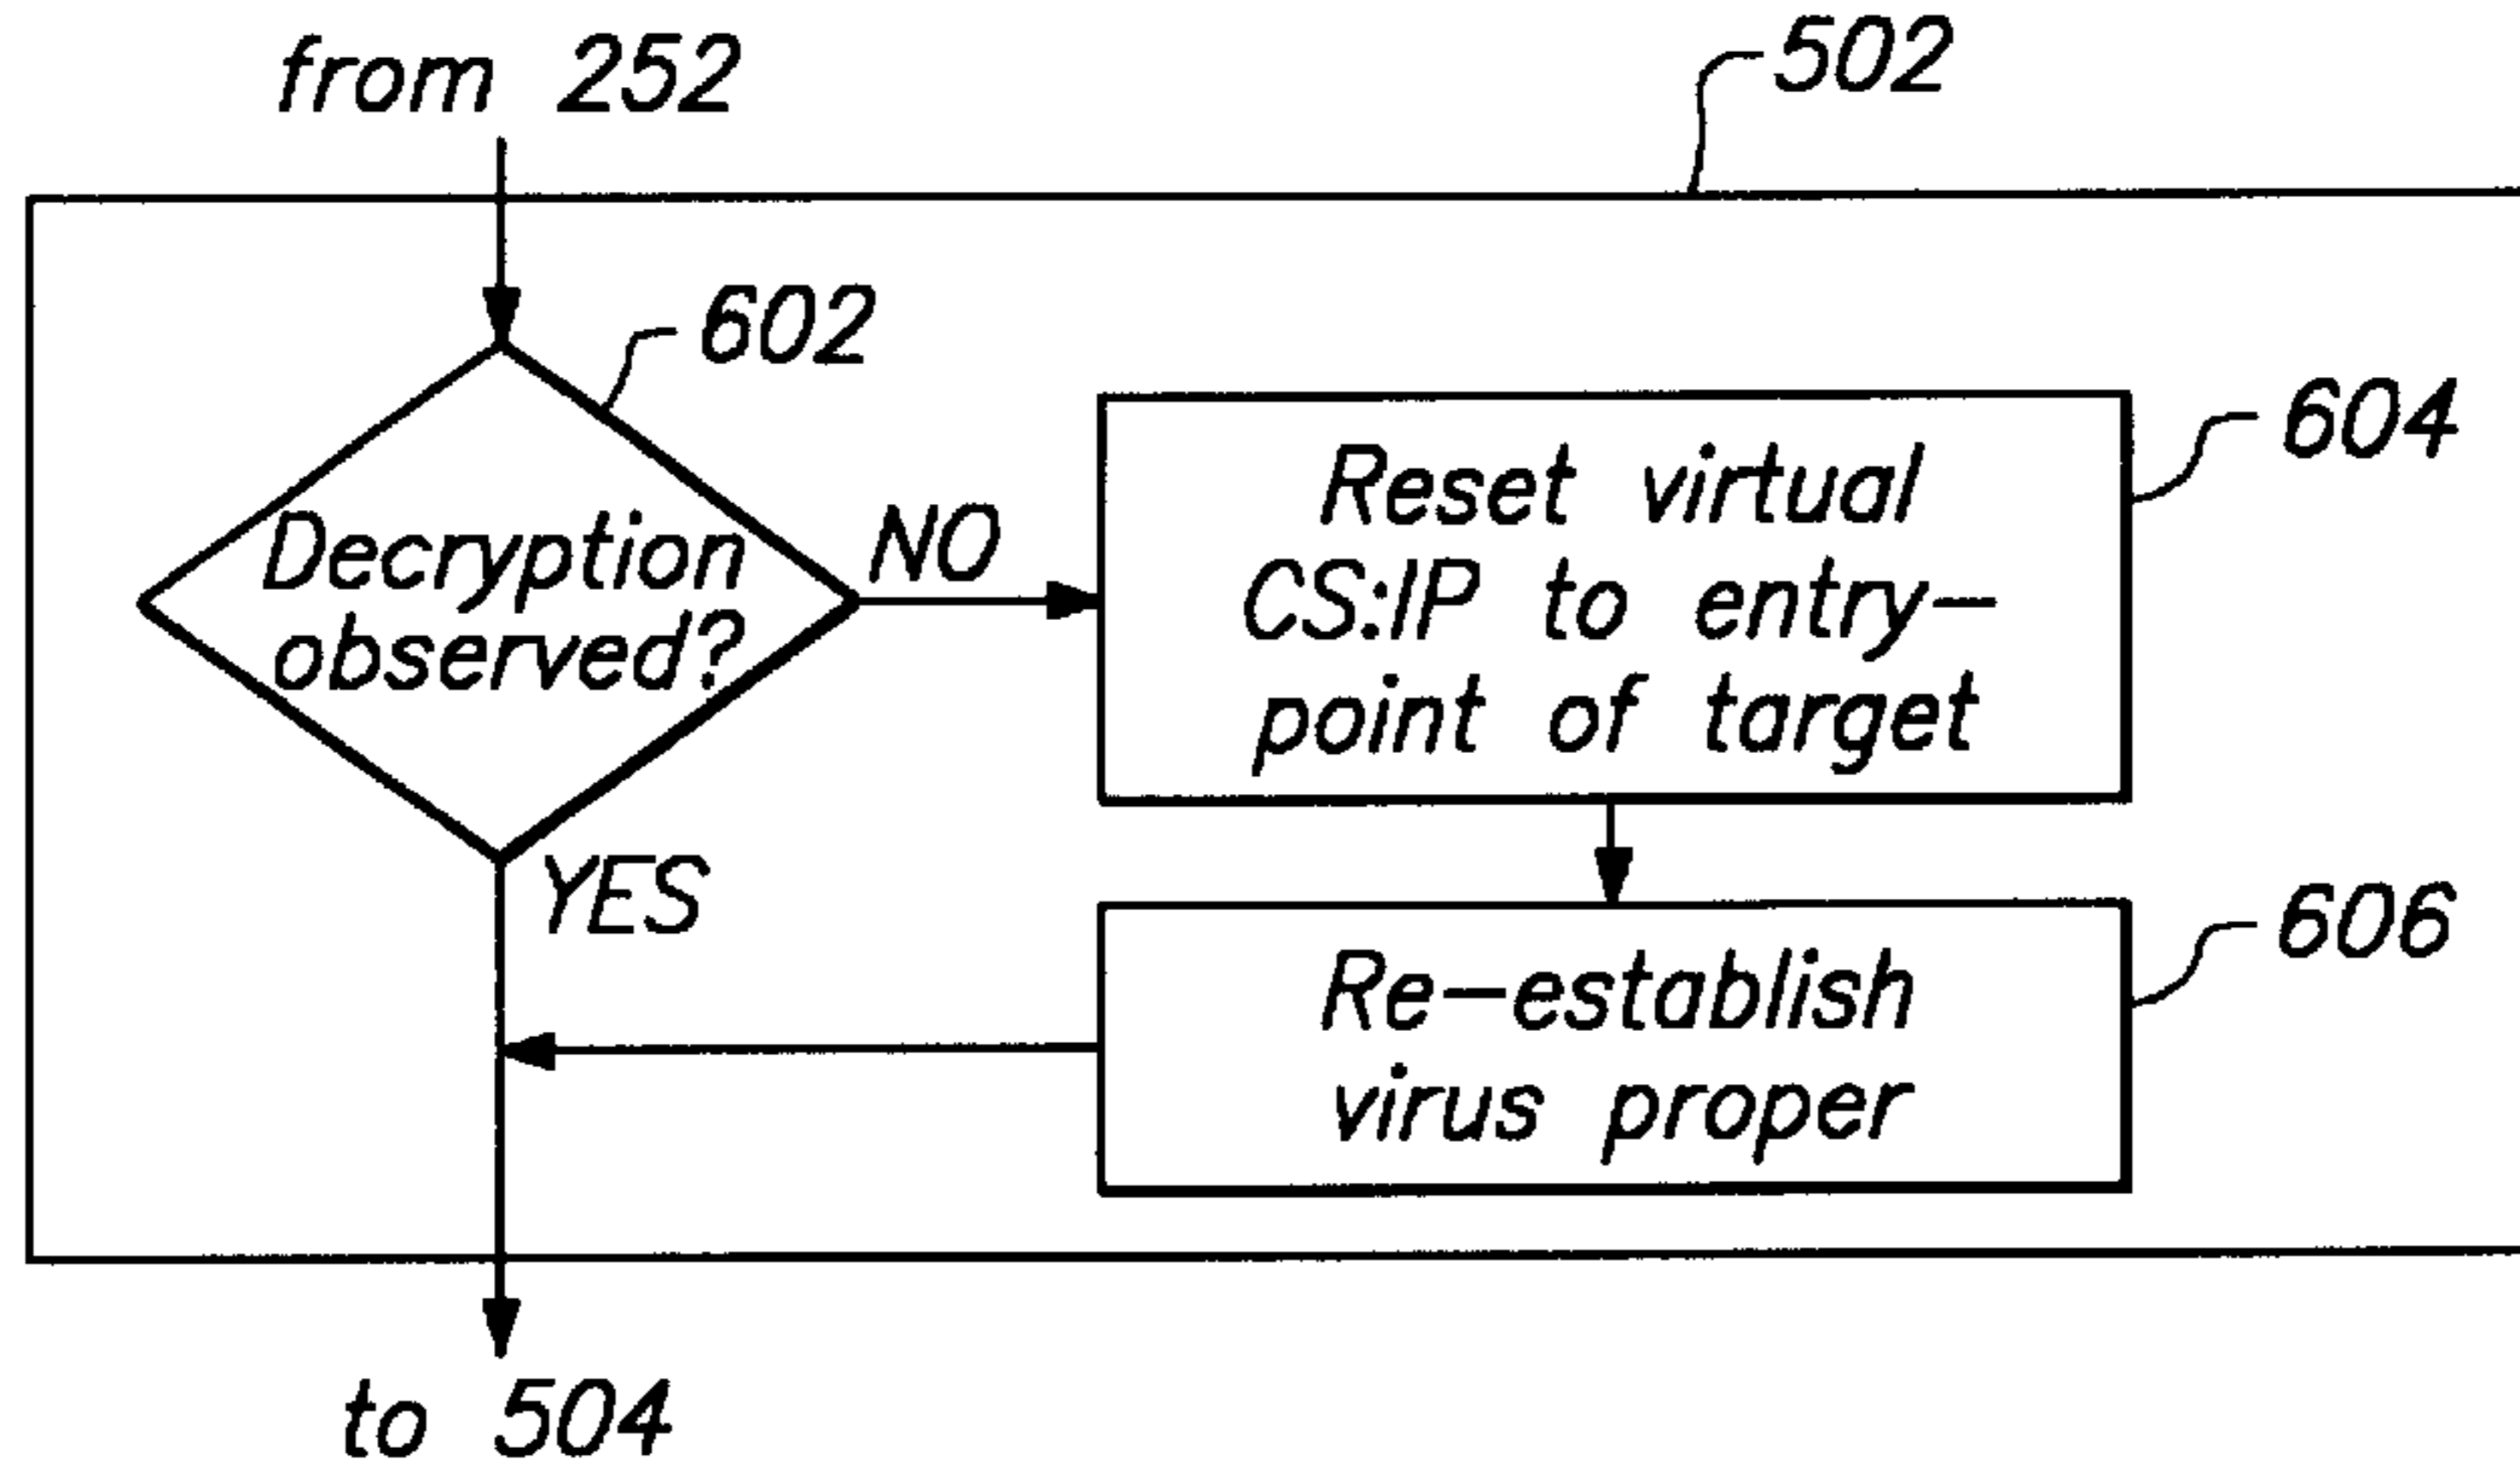 from 252
502
602
Decryption
observed?
NO
YES
604
Reset virtual
CS:IP to entry-
point of target
606
Re-establish
virus proper
to 504